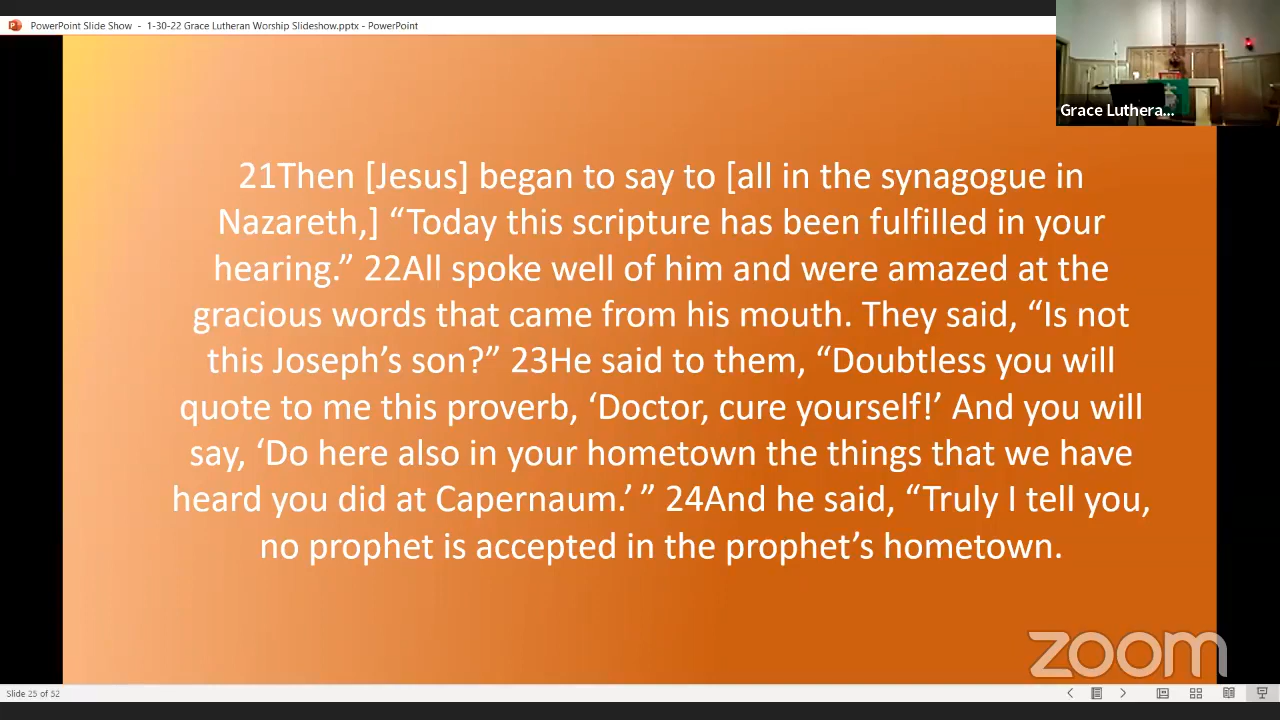 PowerPoint Slide Show - 1-30-22 Grace Lutheran Worship Slideshow.pptx - PowerPoint
Grace Luthera...
21Then [Jesus] began to say to [all in the synagogue in
Nazareth,] “Today this scripture has been fulfilled in your
hearing.” 22All spoke well of him and were amazed at the
gracious words that came from his mouth. They said, “Is not
this Joseph’s son?” 23He said to them, “Doubtless you will
quote to me this proverb, ‘Doctor, cure yourself!’ And you will
say, ‘Do here also in your hometown the things that we have
heard you did at Capernaum.’ ” 24And he said, “Truly I tell you,
no prophet is accepted in the prophet’s hometown.
zoom
Slide 25 of 52